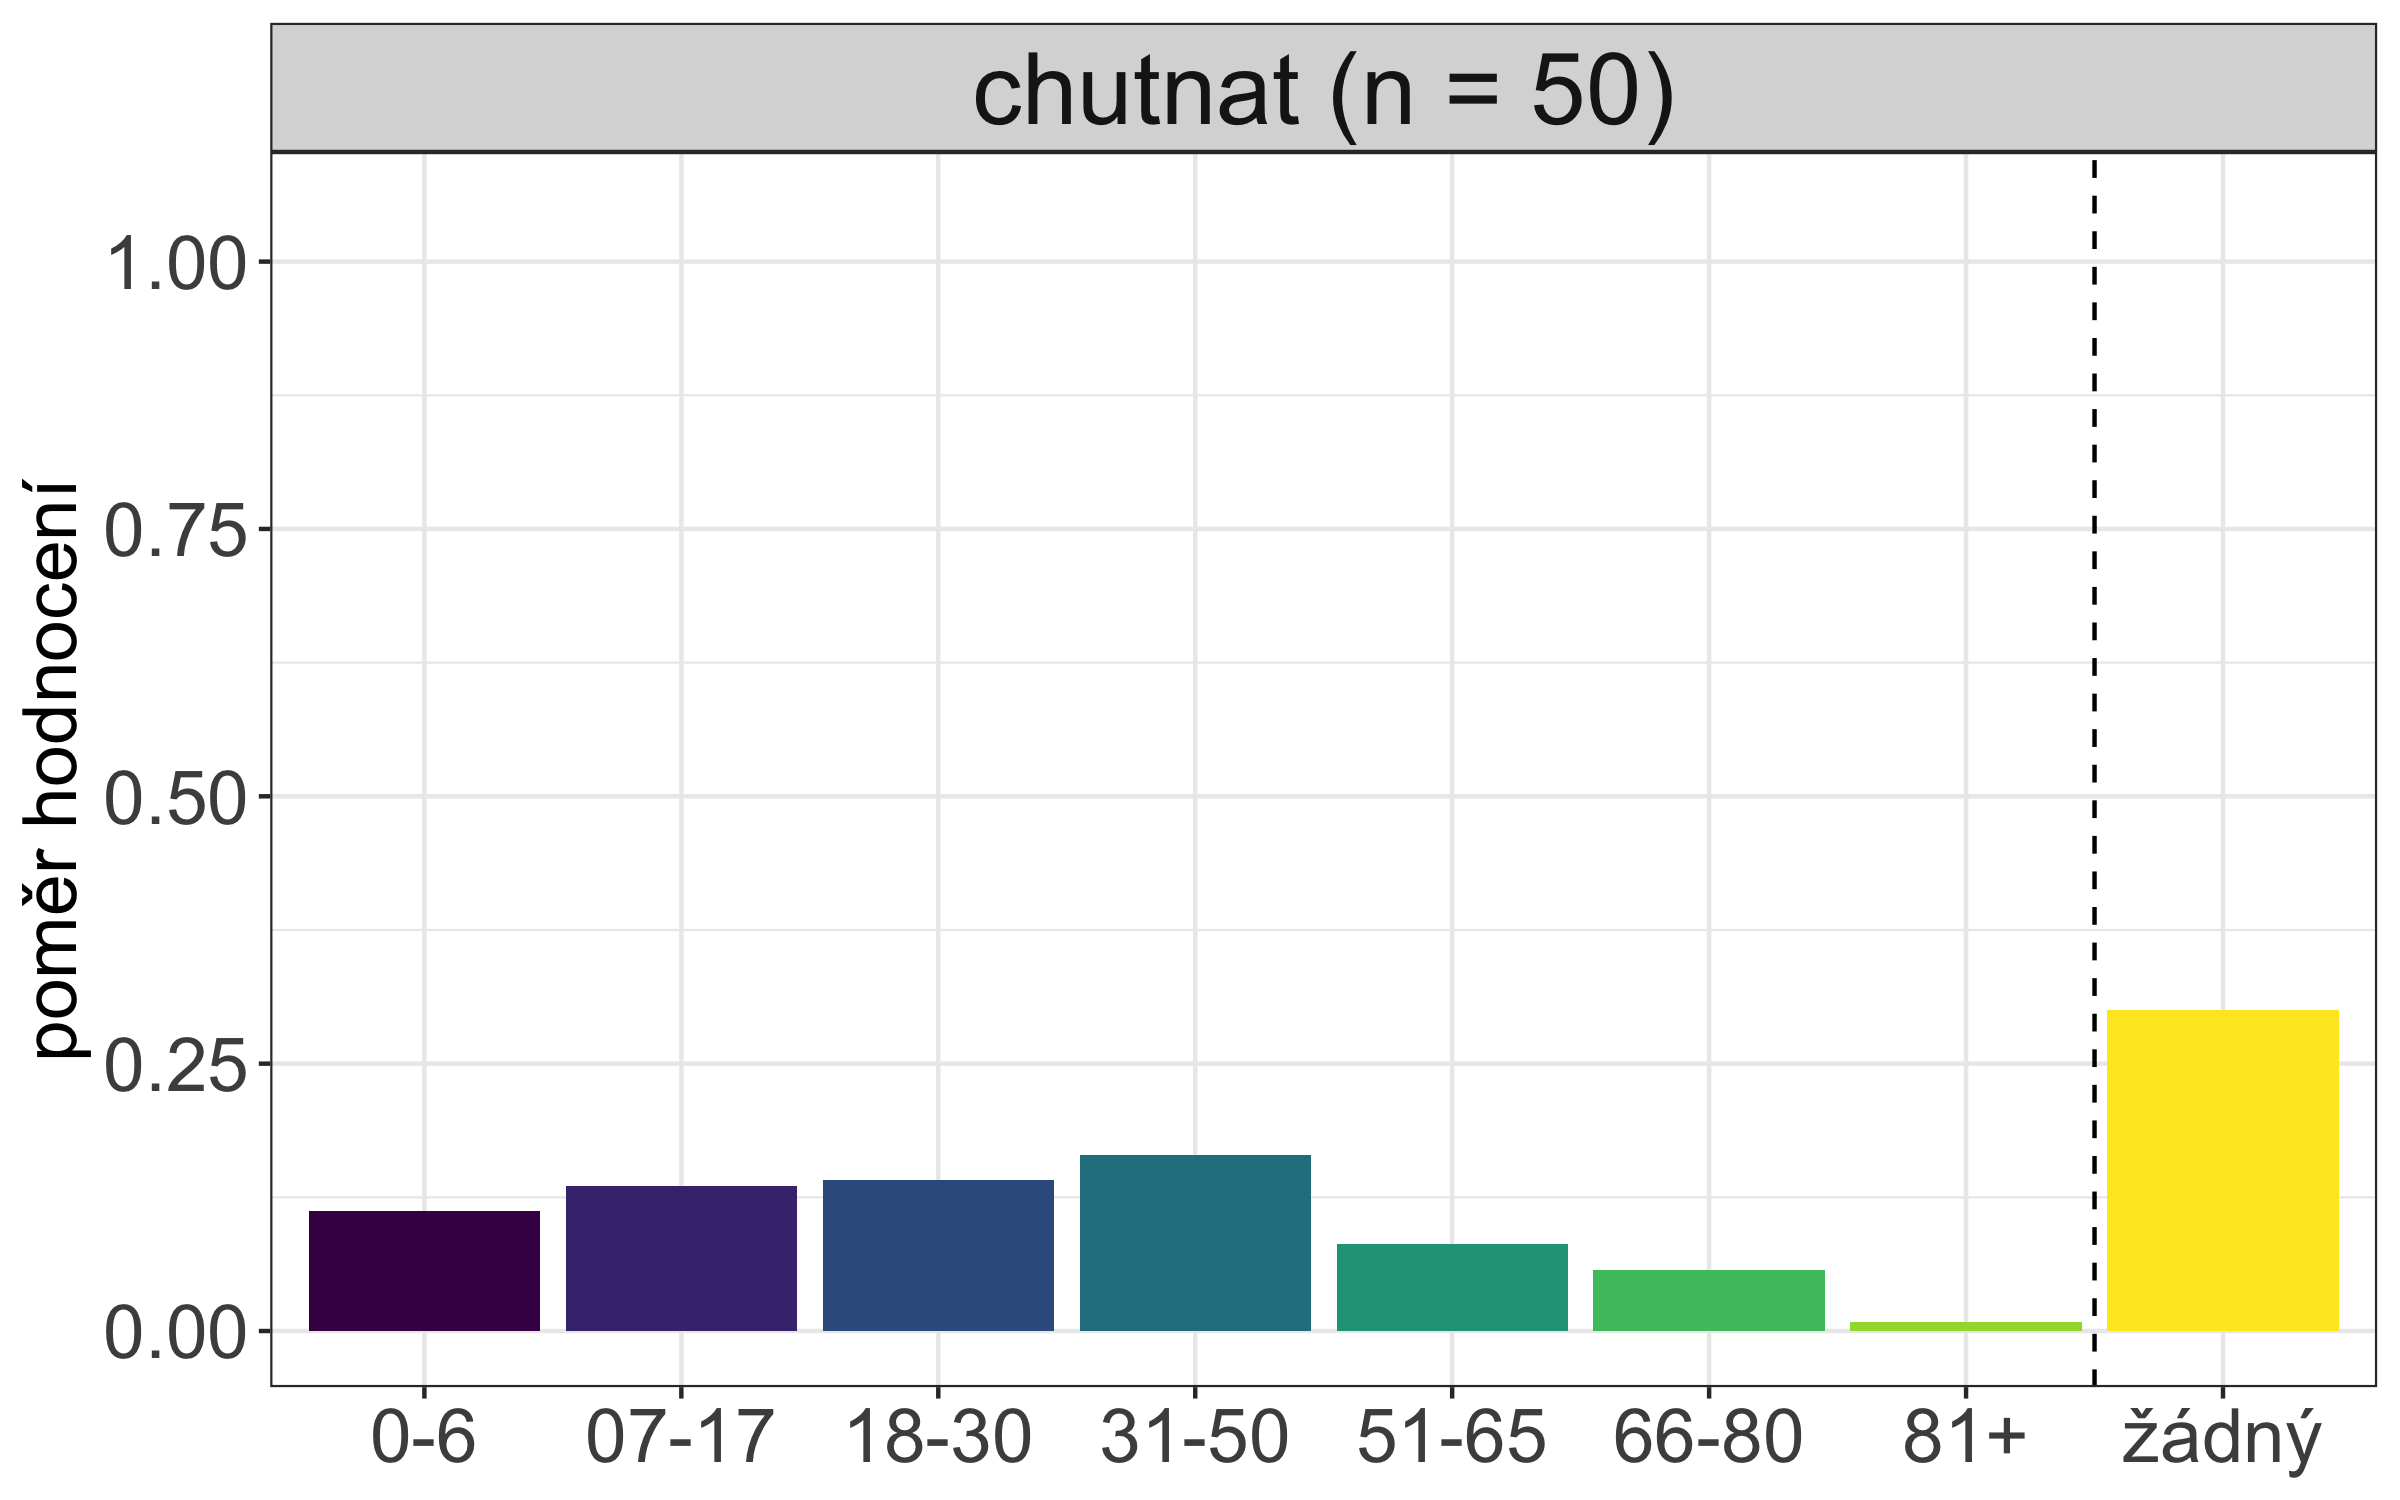 chutnat (n = 50)
poměr hodnocení
1.00
0.75
0.50
0.25
0.00
0-6 07-17 18-30 31-50 51-65 66-80 81+ žádný